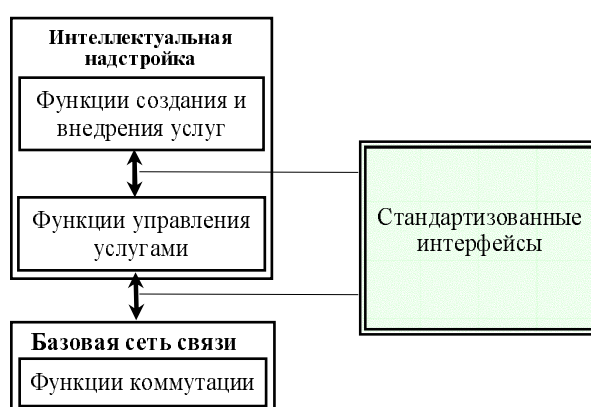 Интеллектуальная
надстройка
Функции создания и
внедрения услуг
Функции управления
услугами
Стандартизованные
интерфейсы
Базовая сеть связи
Функции коммутации